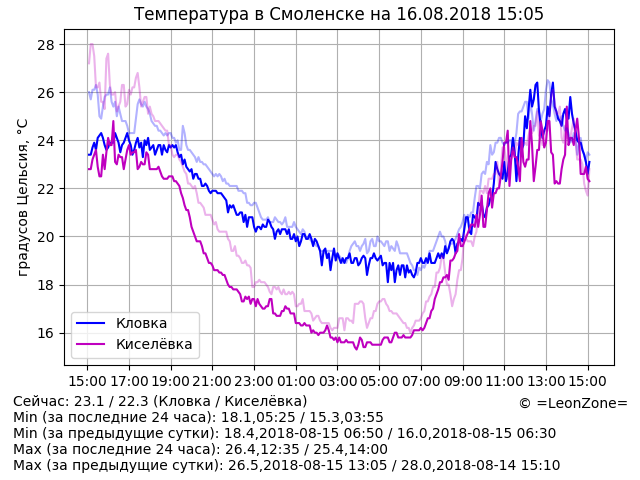 Температура в Смоленске на 16.08.2018 15:05
градусов Цельсия, °C
28
26
24
22
20
18
16
Кловка
Киселёвка
15:00 17:00 19:00 21:00 23:00 01:00 03:00 05:00 07:00 09:00 11:00 13:00 15:00
Сейчас: 23.1 / 22.3 (Кловка / Киселёвка)
© =LeonZone=
Min (за последние 24 часа): 18.1,05:25 / 15.3,03:55
Min (за предыдущие сутки): 18.4,2018-08-15 06:50 / 16.0,2018-08-15 06:30
Max (за последние 24 часа): 26.4,12:35 / 25.4,14:00
Max (за предыдущие сутки): 26.5,2018-08-15 13:05 / 28.0,2018-08-14 15:10